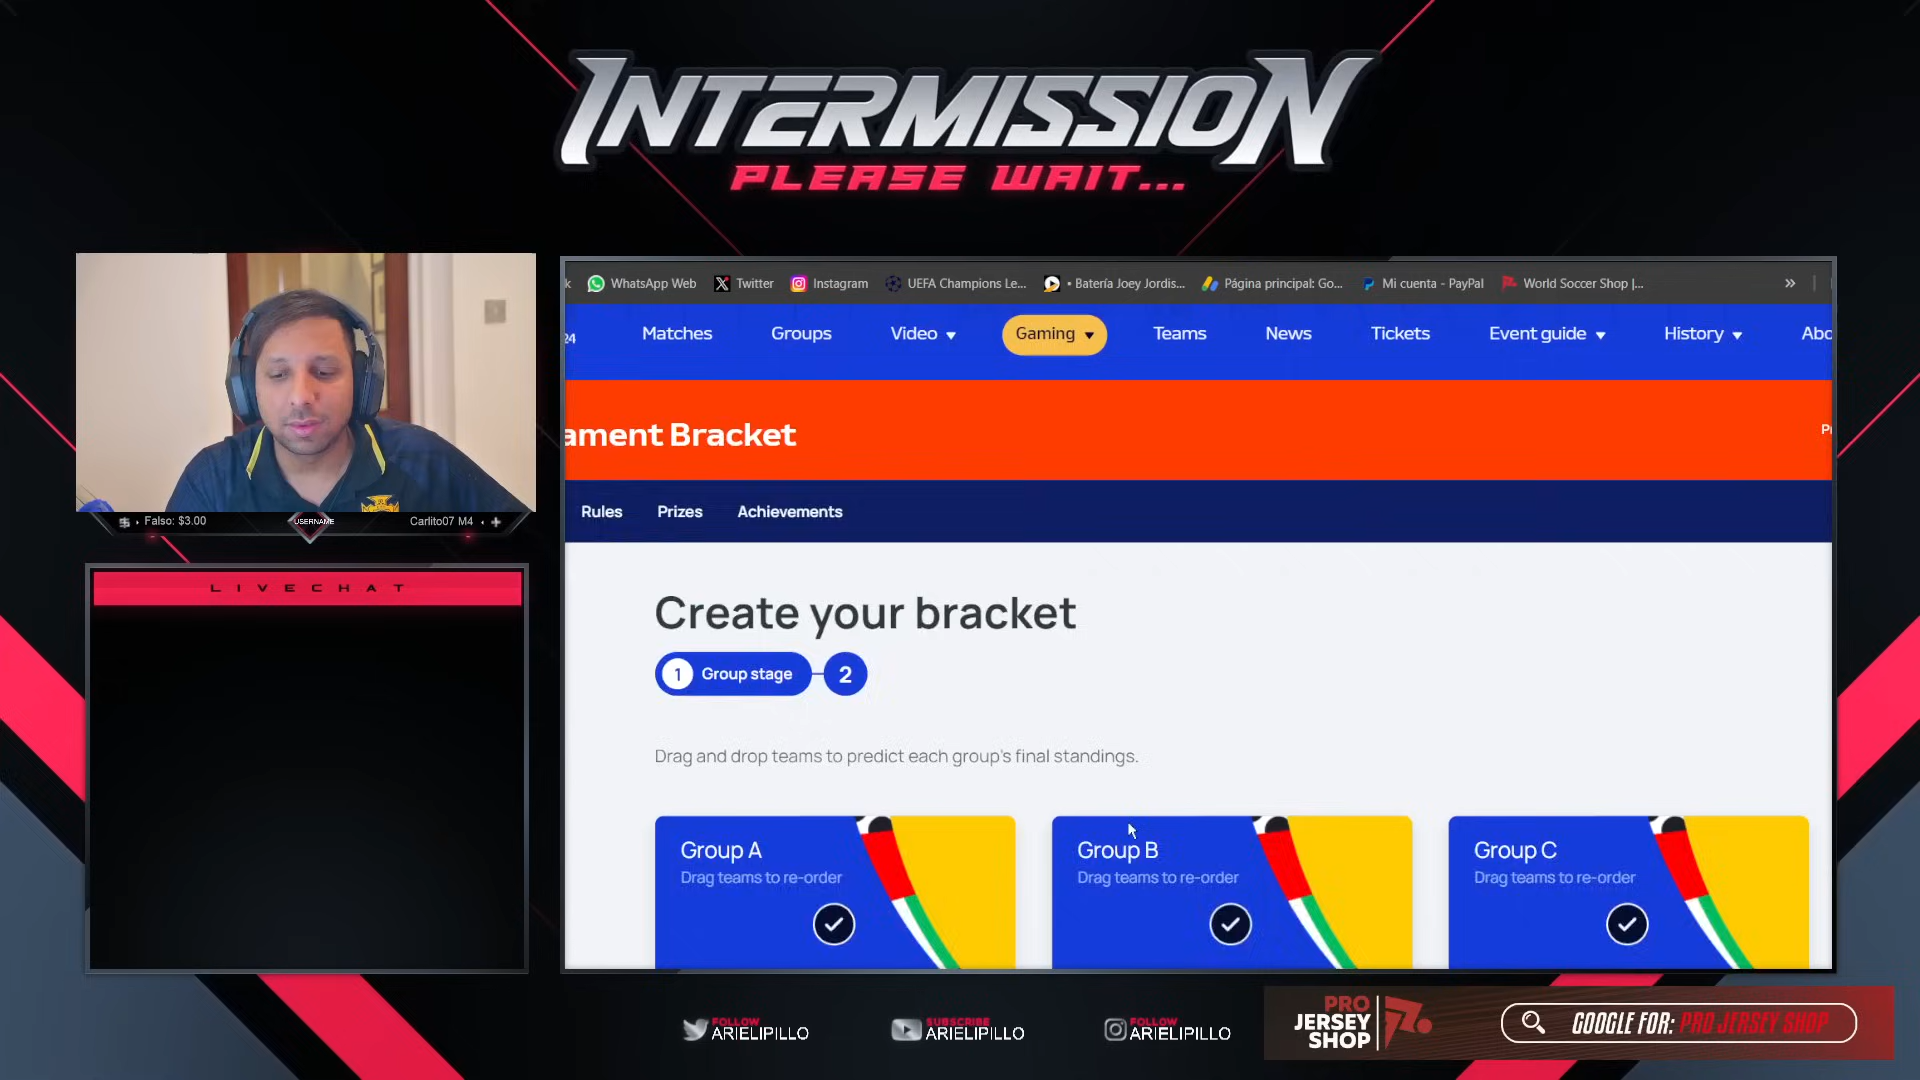 INTERMISSION
PLEASE WAIT...
WhatsApp Web
Twitter
Instagram
UEFA Champions Le...
• Batería Joey Jordis...
Página principal: Go...
Mi cuenta - PayPal
World Soccer Shop |...
»
24
Matches
Groups
Video
Gaming
Teams
News
Tickets
Event guide
History
Abo
ament Bracket
Rules
Prizes
Achievements
Create your bracket
1 Group stage
2
Drag and drop teams to predict each group's final standings.
Group A
Drag teams to re-order
Group B
Drag teams to re-order
Group C
Drag teams to re-order
Falso: $3.00
USERNAME
Carlito07 M4
LIVECHAT
FOLLOW
ARIELIPILLO
SUBSCRIBE
ARIELIPILLO
FOLLOW
ARIELIPILLO
PRO
JERSEY
SHOP
GOOGLE FOR: PRO JERSEY SHOP